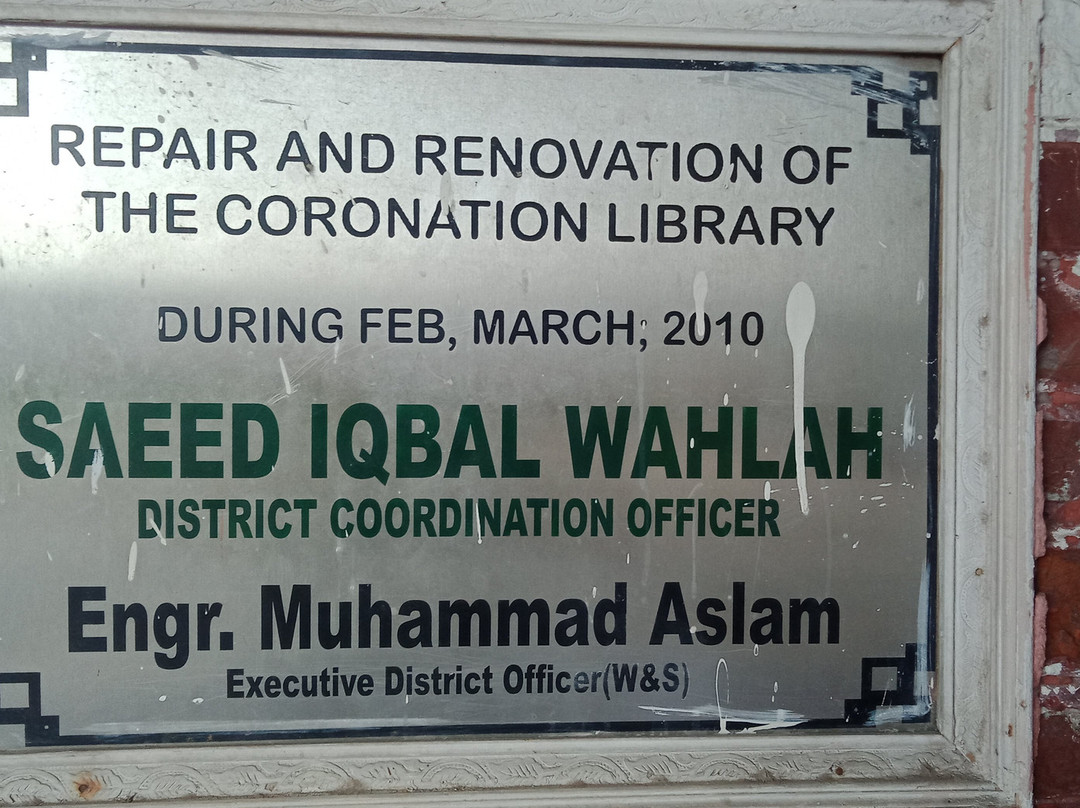 REPAIR AND RENOVATION OF
THE CORONATION LIBRARY
DURING FEB, MARCH; 2010
SAEED IQBAL WAHLAH
DISTRICT COORDINATION OFFICER
Engr. Muhammad Aslam
Executive District Officer(W&S)